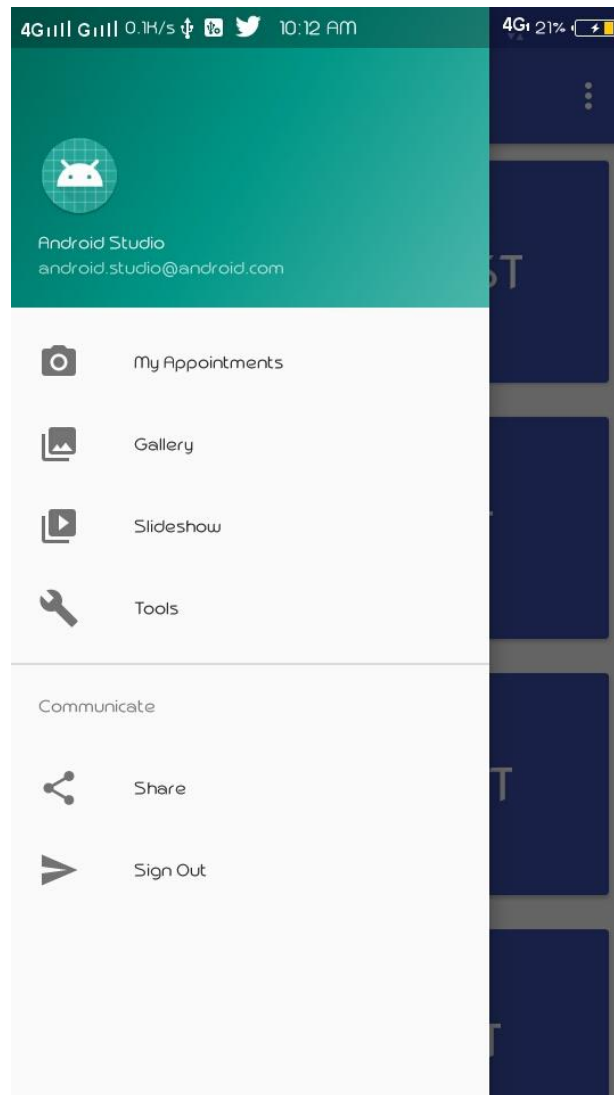 4G G 0.1K/s 10:12 AM 4G 21%
Android Studio
android.studio@android.com
ST
My Appointments
Gallery
Slideshow
Tools
Communicate
T
Share
Sign Out
T